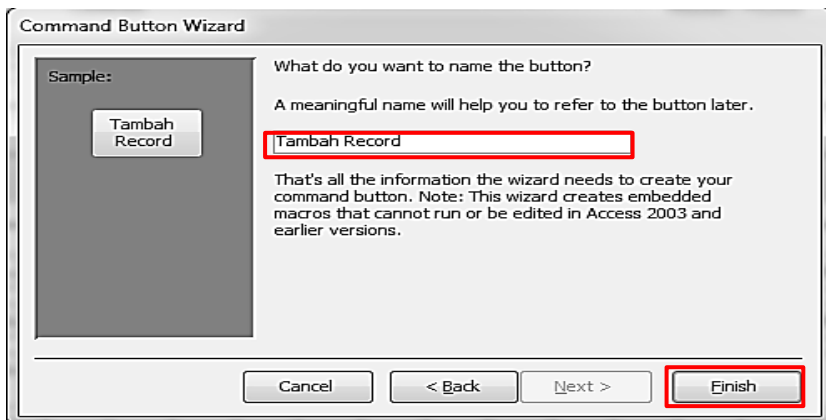 Command Button Wizard
Sample:
Tambah
Record
What do you want to name the button?
A meaningful name will help you to refer to the button later.
Tambah Record
That's all the information the wizard needs to create your
command button. Note: This wizard creates embedded
macros that cannot run or be edited in Access 2003 and
earlier versions.
Cancel
< Back
Next >
Finish